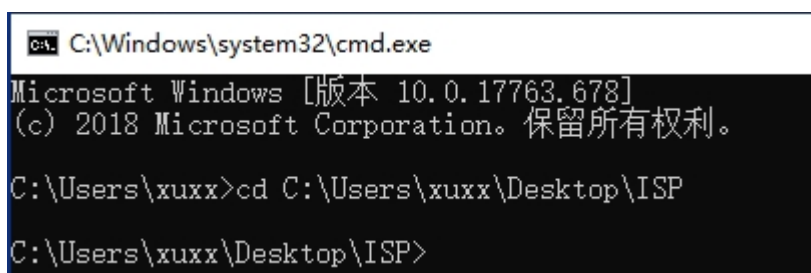 C:\Windows\system32\cmd.exe
Microsoft Windows [版本 10.0.17763.678]
(c) 2018 Microsoft Corporation。保留所有权利。
C:\Users\xuxx>cd C:\Users\xuxx\Desktop\ISP
C:\Users\xuxx\Desktop\ISP>